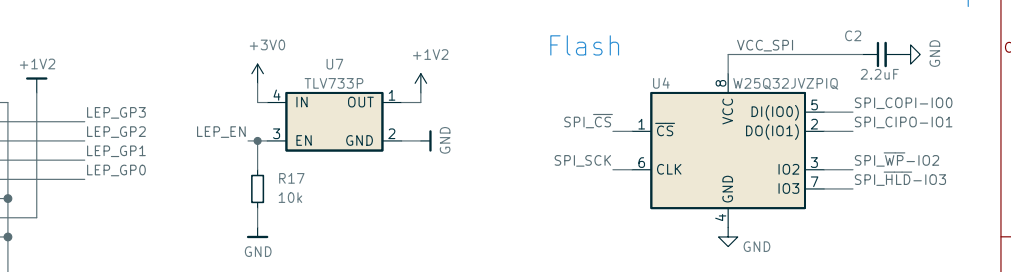 +1V2
LEP_GP3
LEP_GP2
LEP_GP1
LEP_GP0
+3V0
U7
TLV733P
+1V2
4 IN OUT 1
LEP_EN 3 EN GND 2 GND
R17
10k
GND
Flash
VCC_SPI
C2
2.2uF
GND
U4
8
W25Q32JVZPIQ
VCC
DI(IO0) 5 SPI_COPI-IO0
SPI_CS 1 CS DO(IO1) 2 SPI_CIPO-IO1
SPI_SCK 6 CLK IO2 3 SPI_WP-IO2
IO3 7 SPI_HLD-IO3
GND
4
GND